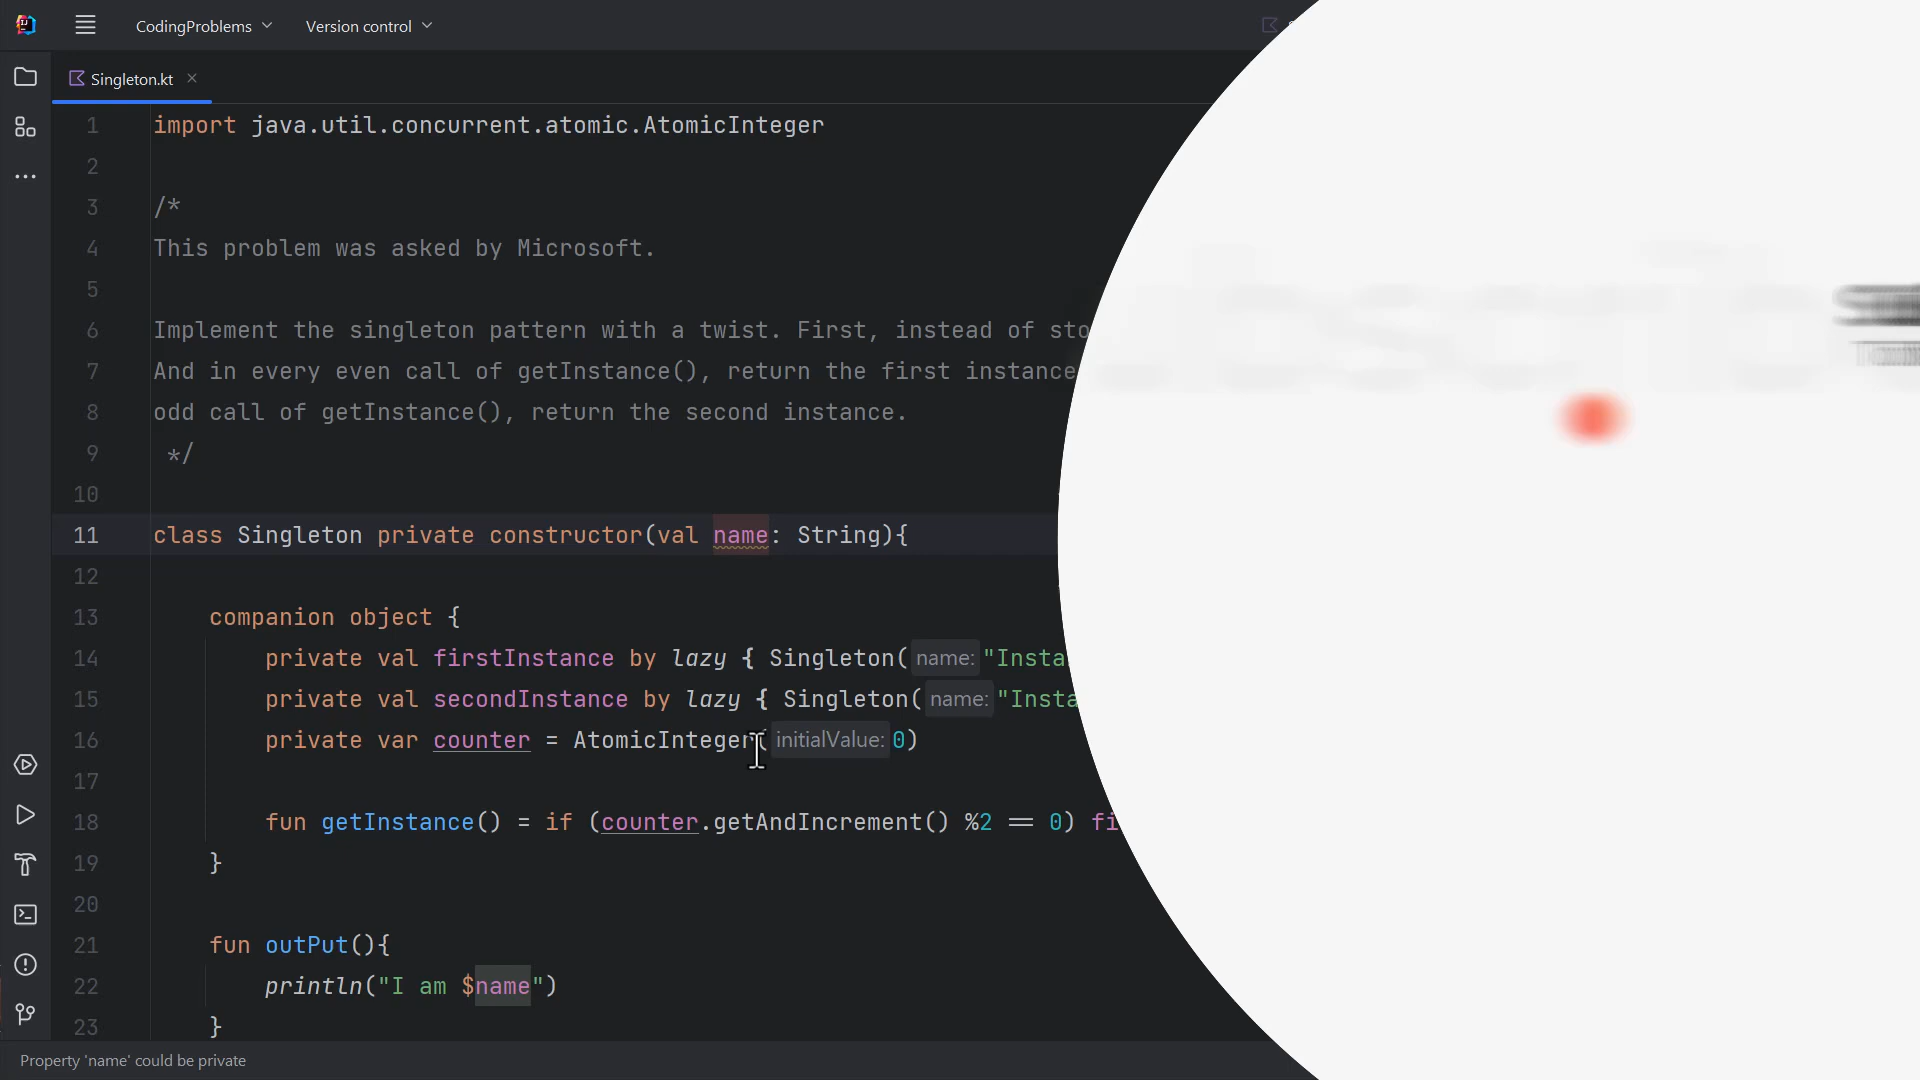 CodingProblems
Version control
Singleton.kt
1 import java.util.concurrent.atomic.AtomicInteger
2
3 /*
4 This problem was asked by Microsoft.
5
6 Implement the singleton pattern with a twist. First, instead of sto
7 And in every even call of getInstance(), return the first instance
8 odd call of getInstance(), return the second instance.
9 */
10
11 class Singleton private constructor(val name: String){
12
13 companion object {
14 private val firstInstance by lazy { Singleton( name: "Insta
15 private val secondInstance by lazy { Singleton( name: "Insta
16 private var counter = AtomicInteger( initialValue: 0)
17
18 fun getInstance() = if (counter.getAndIncrement() %2 == 0) fi
19 }
20
21 fun outPut(){
22 println("I am $name")
23 }
Property 'name' could be private